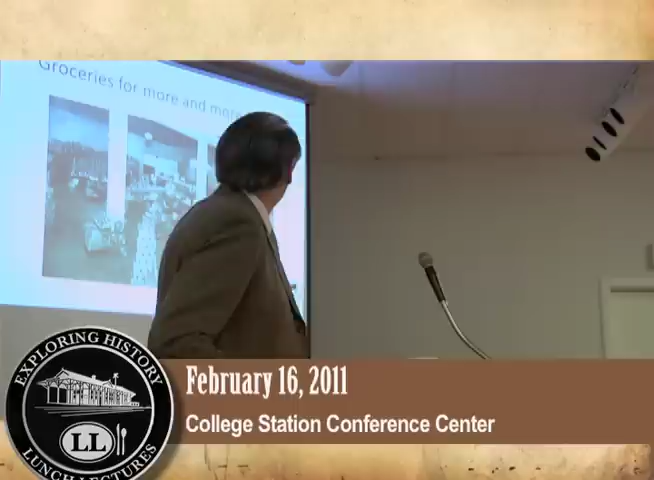 Groceries for more and more
February 16, 2011
College Station Conference Center
EXPLORING HISTORY
LL
LUNCH LECTURES